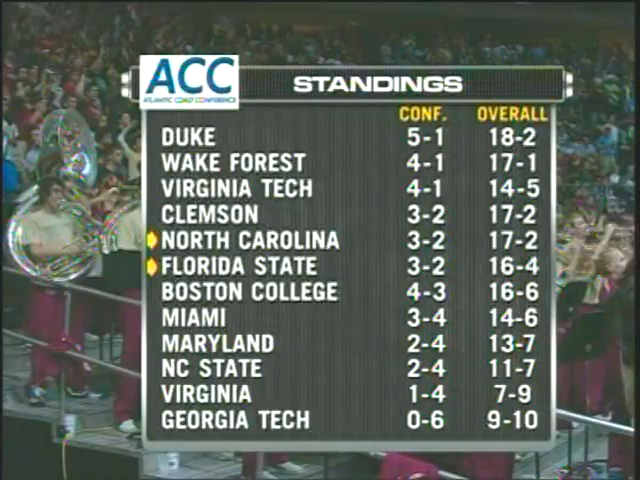 ACC
ATLANTIC COAST CONFERENCE
STANDINGS
CONF. OVERALL
DUKE 5-1 18-2
WAKE FOREST 4-1 17-1
VIRGINIA TECH 4-1 14-5
CLEMSON 3-2 17-2
NORTH CAROLINA 3-2 17-2
FLORIDA STATE 3-2 16-4
BOSTON COLLEGE 4-3 16-6
MIAMI 3-4 14-6
MARYLAND 2-4 13-7
NC STATE 2-4 11-7
VIRGINIA 1-4 7-9
GEORGIA TECH 0-6 9-10